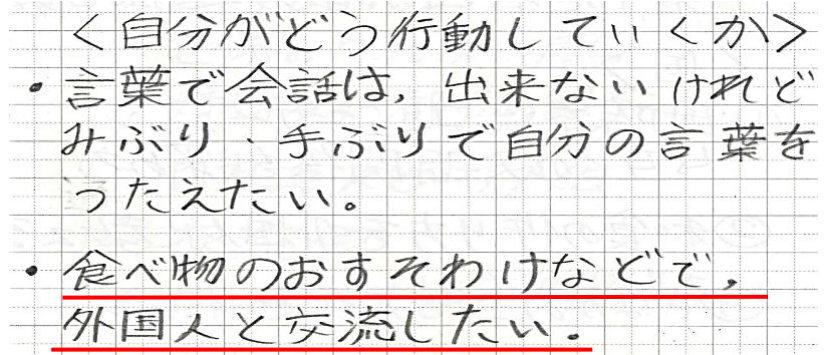 <自分がどう行動していくか>
・言葉で会話は,出来ないけれど
みぶり・手ぶりで自分の言葉を
つたえたい。
・食べ物のおすそわけなどで,
外国人と交流したい。